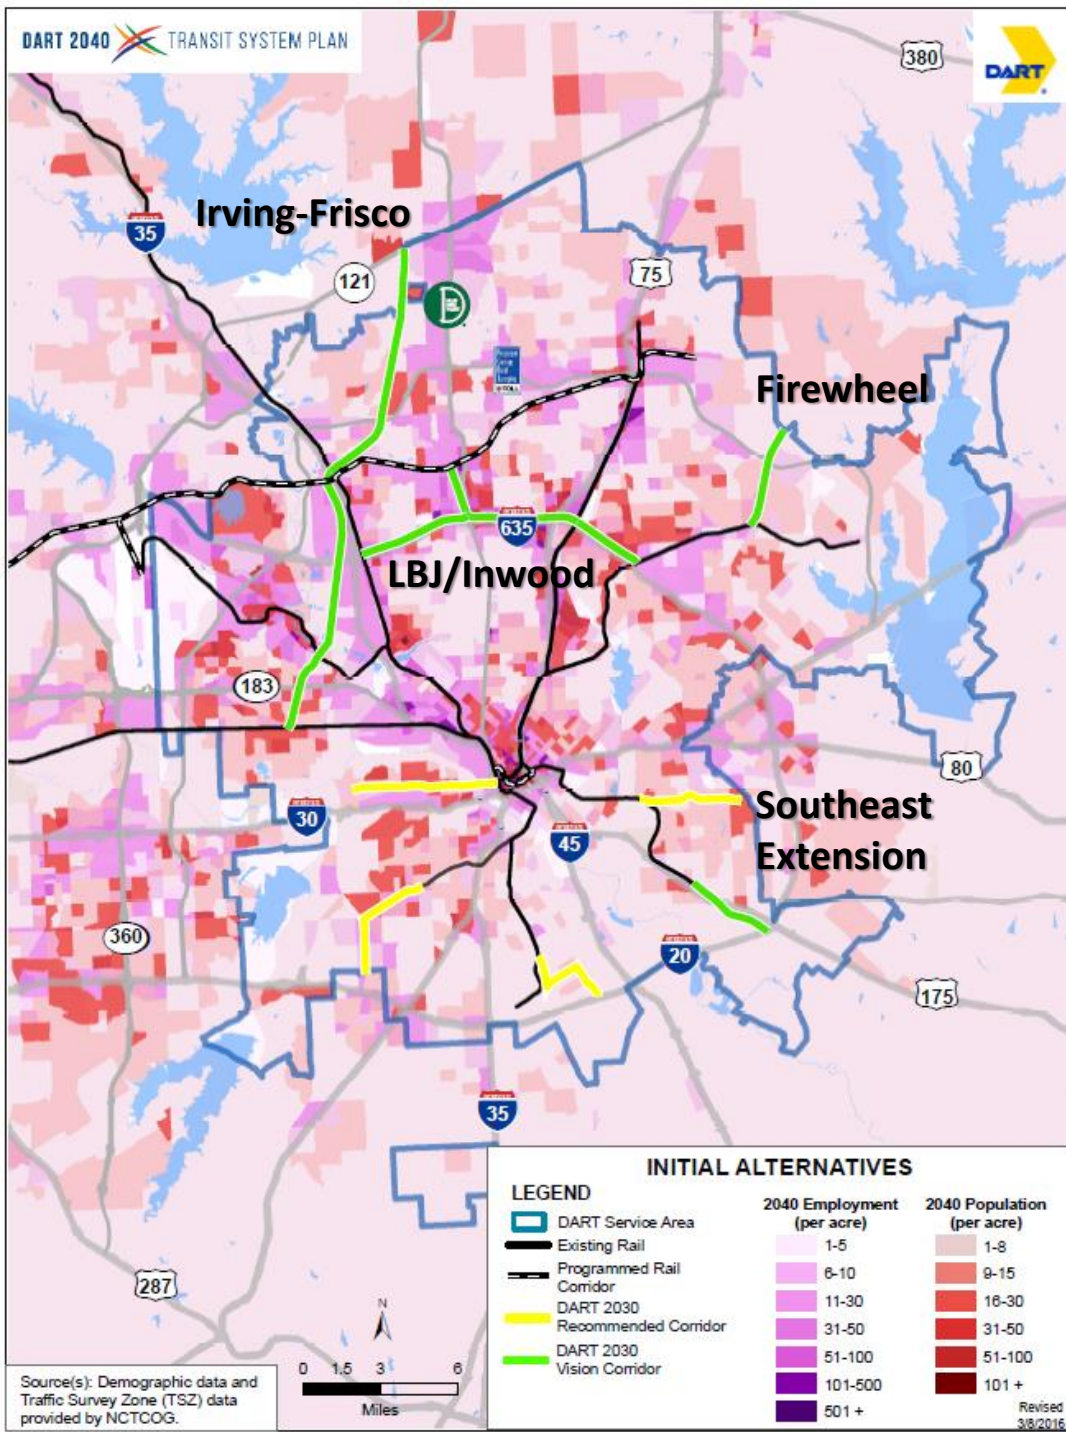 DART 2040 TRANSIT SYSTEM PLAN
DART
380
Irving-Frisco
35
121
75
Firewheel
635
LBJ/Inwood
183
80
30
45
Southeast
Extension
360
20
175
35
287
INITIAL ALTERNATIVES
LEGEND
DART Service Area
Existing Rail
Programmed Rail
Corridor
DART 2030
Recommended Corridor
DART 2030
Vision Corridor
2040 Employment
(per acre)
1-5
6-10
11-30
31-50
51-100
101-500
501 +
2040 Population
(per acre)
1-8
9-15
16-30
31-50
51-100
101 +
Revised
3/8/2016
N
0 1.5 3 6
Miles
Source(s): Demographic data and
Traffic Survey Zone (TSZ) data
provided by NCTCOG.